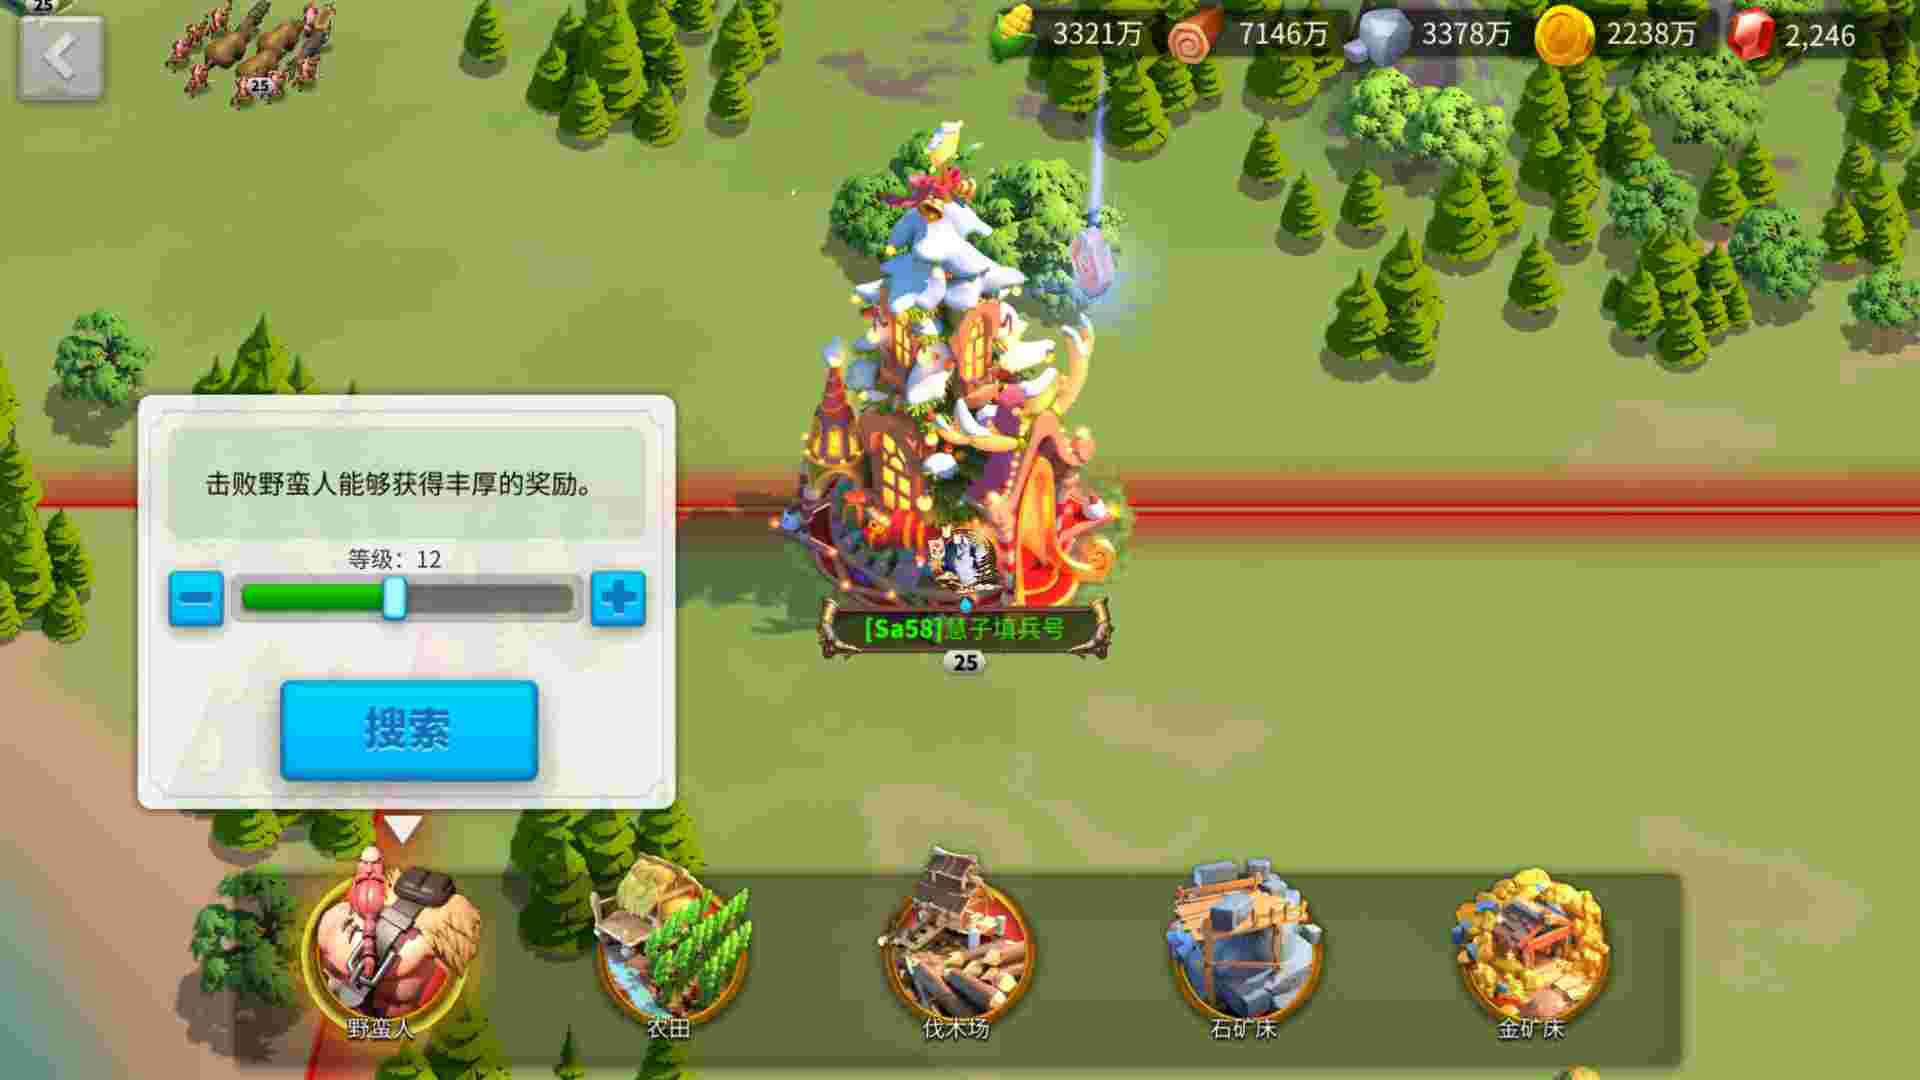 25
3321万
7146万
3378万
2238万
2,246
25
击败野蛮人能够获得丰厚的奖励。
等级：12
搜索
[Sa58]慧子填兵号
25
野蛮人
农田
伐木场
石矿床
金矿床